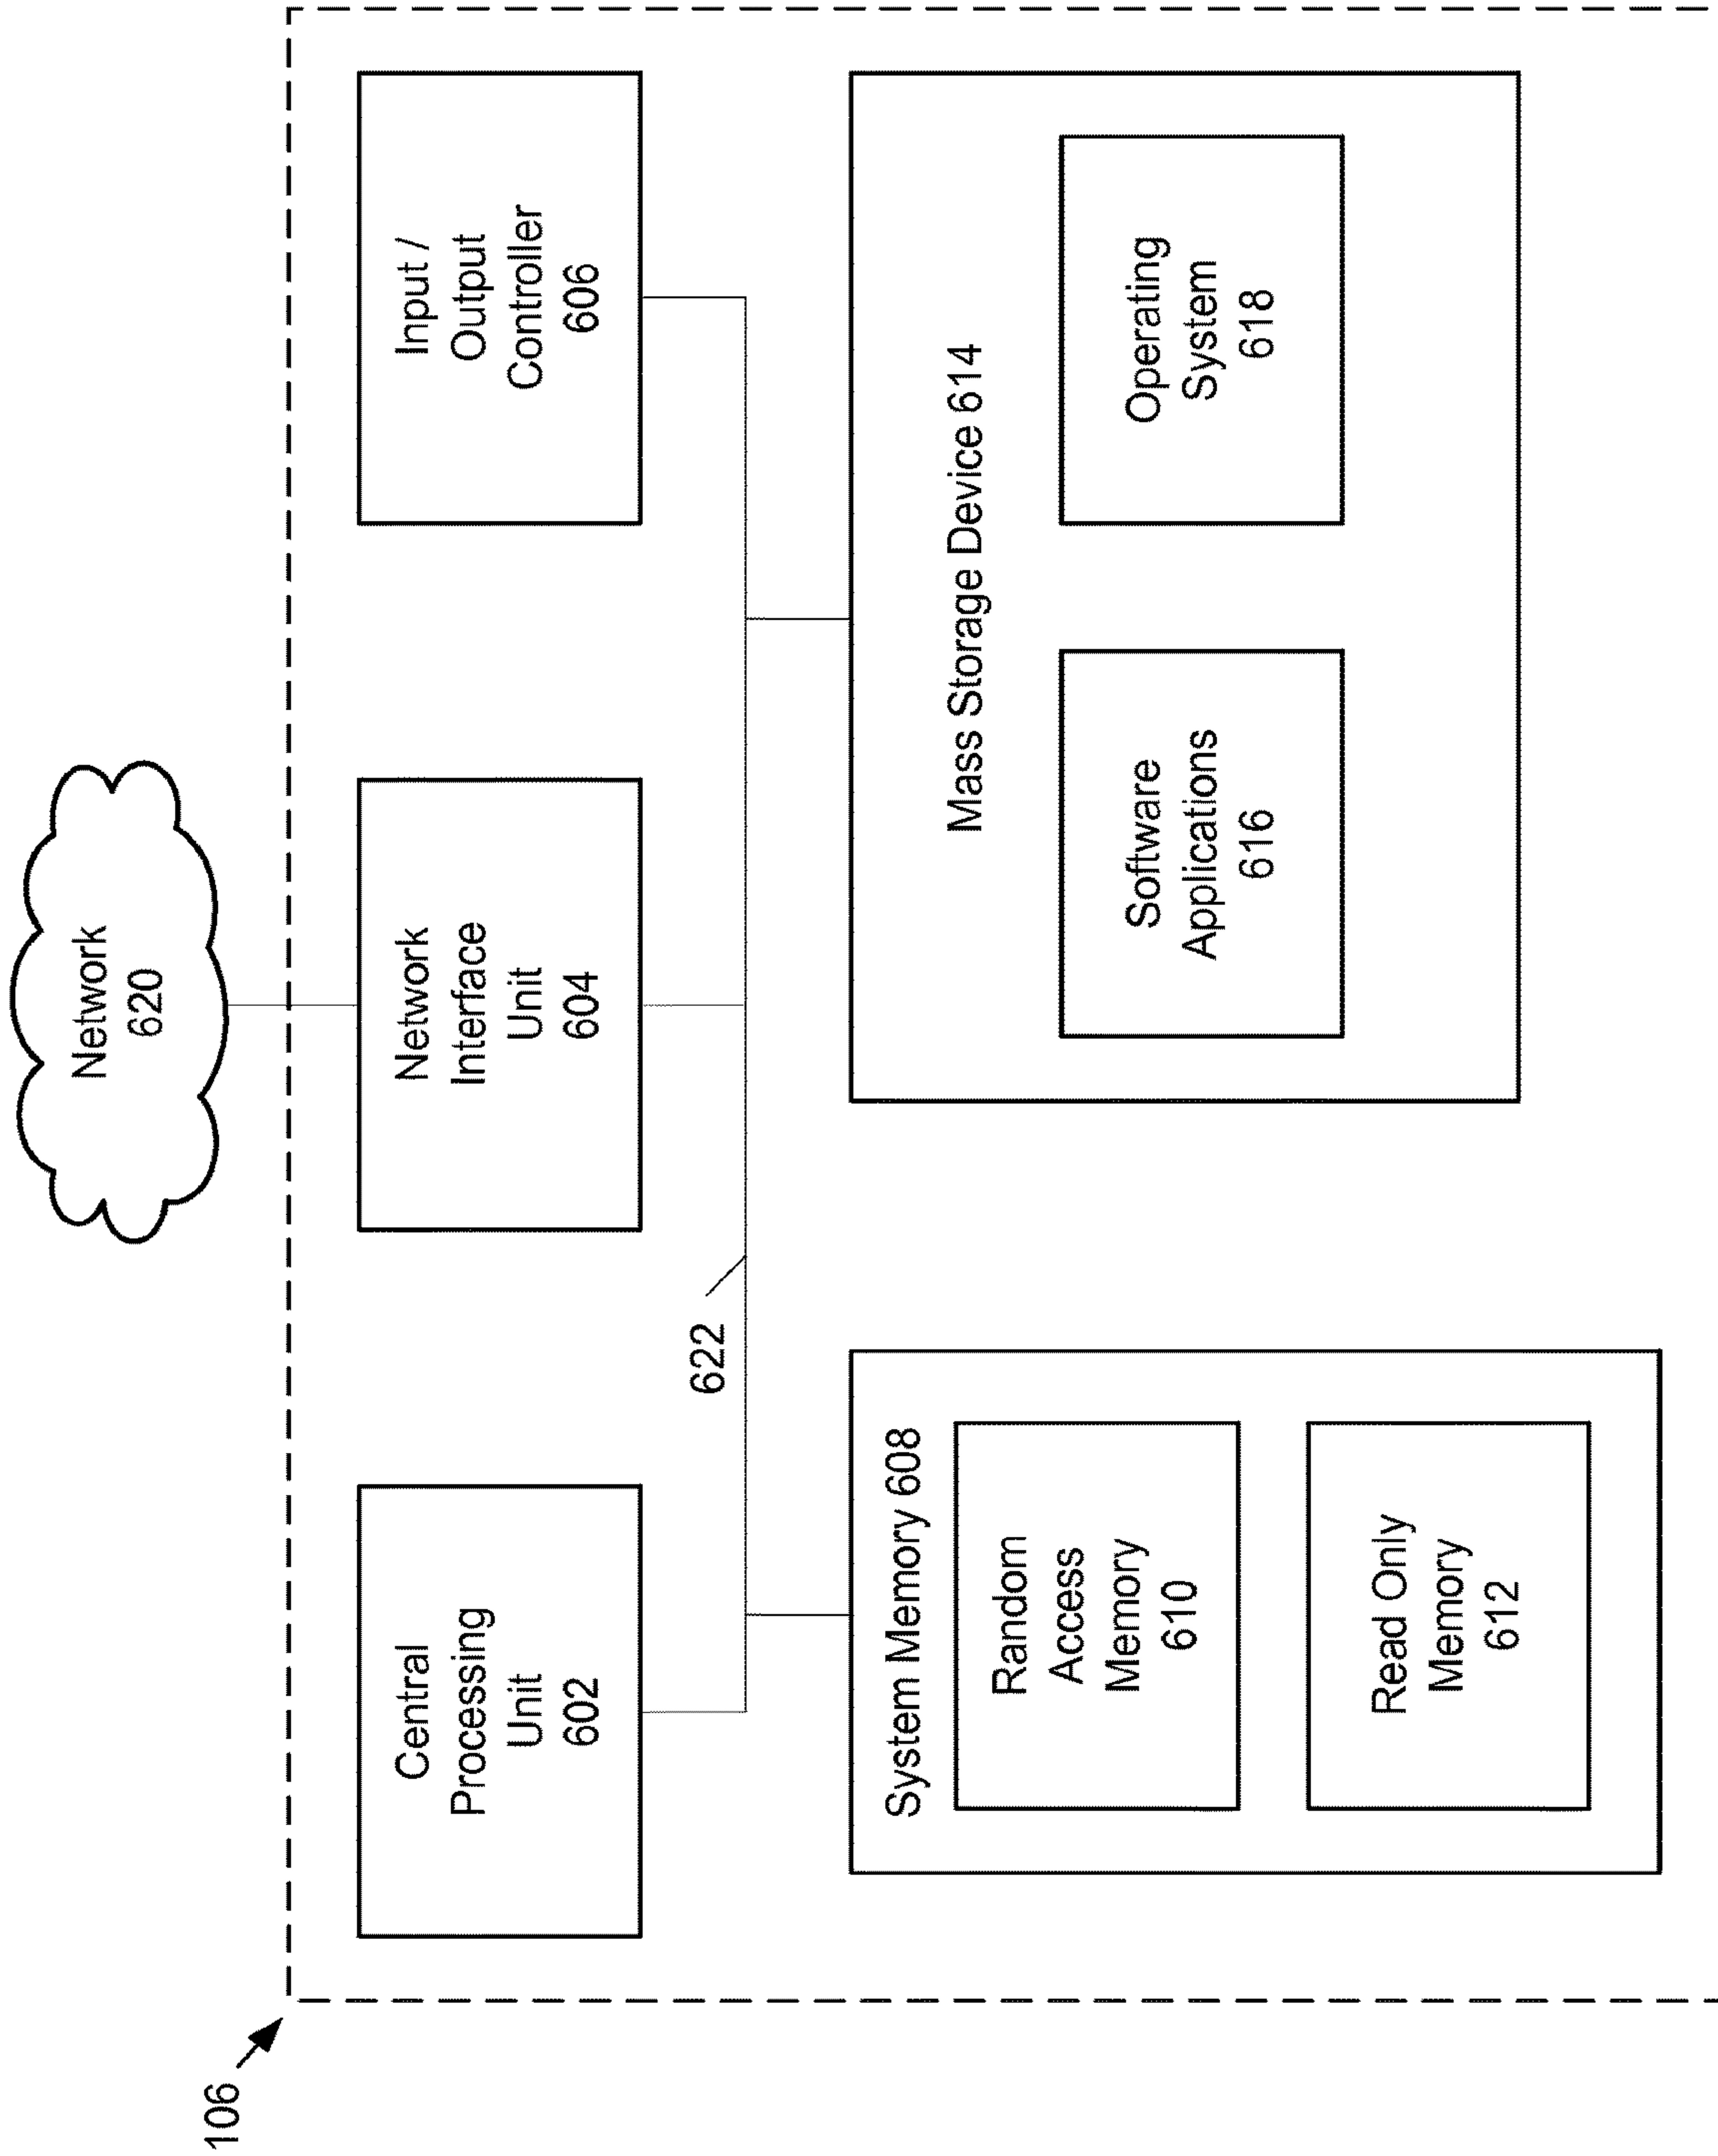 106
Network
620
Central
Processing
Unit
602
Network
Interface
Unit
604
Input /
Output
Controller
606
622
System Memory 608
Random
Access
Memory
610
Read Only
Memory
612
Mass Storage Device 614
Software
Applications
616
Operating
System
618